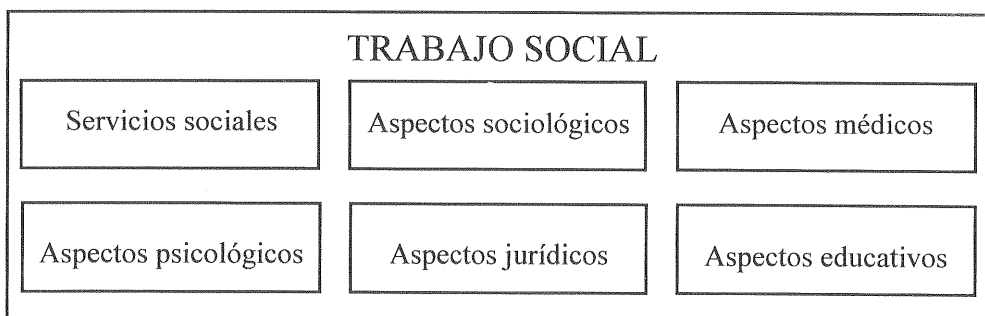 TRABAJO SOCIAL
Servicios sociales
Aspectos sociológicos
Aspectos médicos
Aspectos psicológicos
Aspectos jurídicos
Aspectos educativos